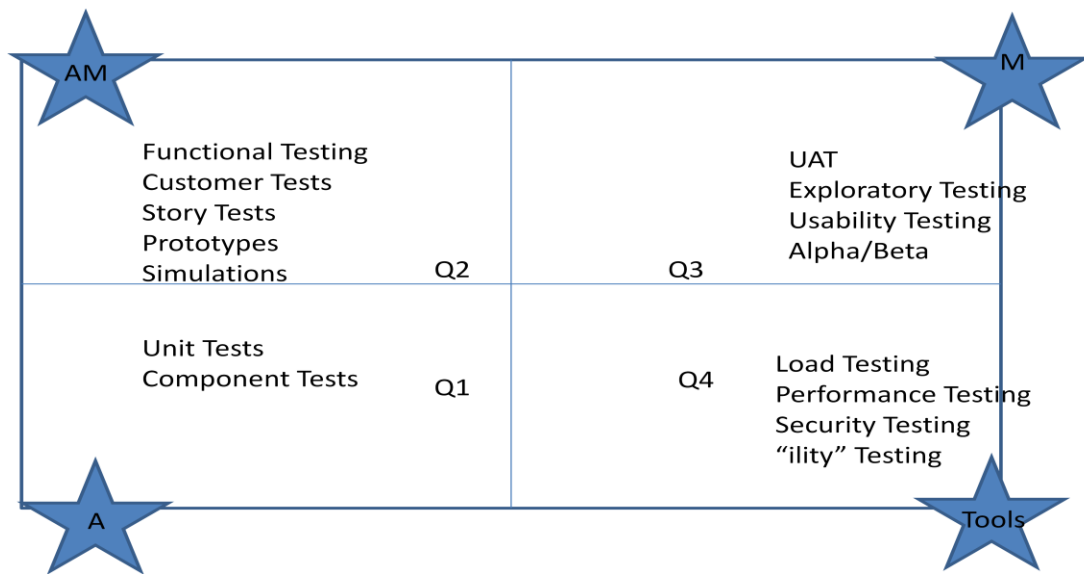 AM
M
Functional Testing
Customer Tests
Story Tests
Prototypes
Simulations
Q2
UAT
Exploratory Testing
Usability Testing
Alpha/Beta
Q3
Unit Tests
Component Tests
Q1
Q4
Load Testing
Performance Testing
Security Testing
“ility” Testing
A
Tools